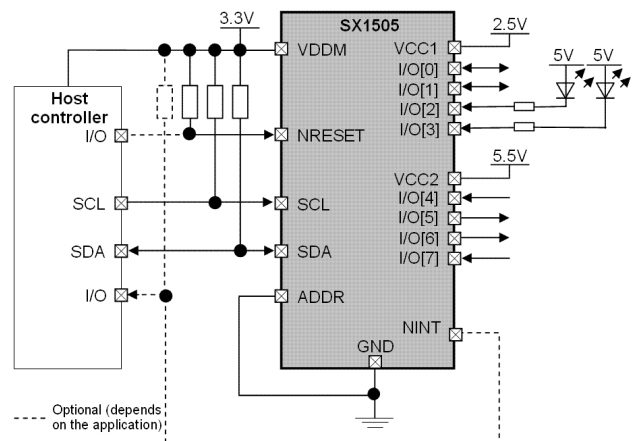 3.3V
SX1505
2.5V
VDDM
VCC1
5V
5V
I/O[0]
I/O[1]
I/O[2]
I/O[3]
Host
controller
I/O
NRESET
5.5V
VCC2
SCL
SCL
I/O[4]
I/O[5]
SDA
SDA
I/O[6]
I/O[7]
I/O
ADDR
NINT
GND
Optional (depends
on the application)